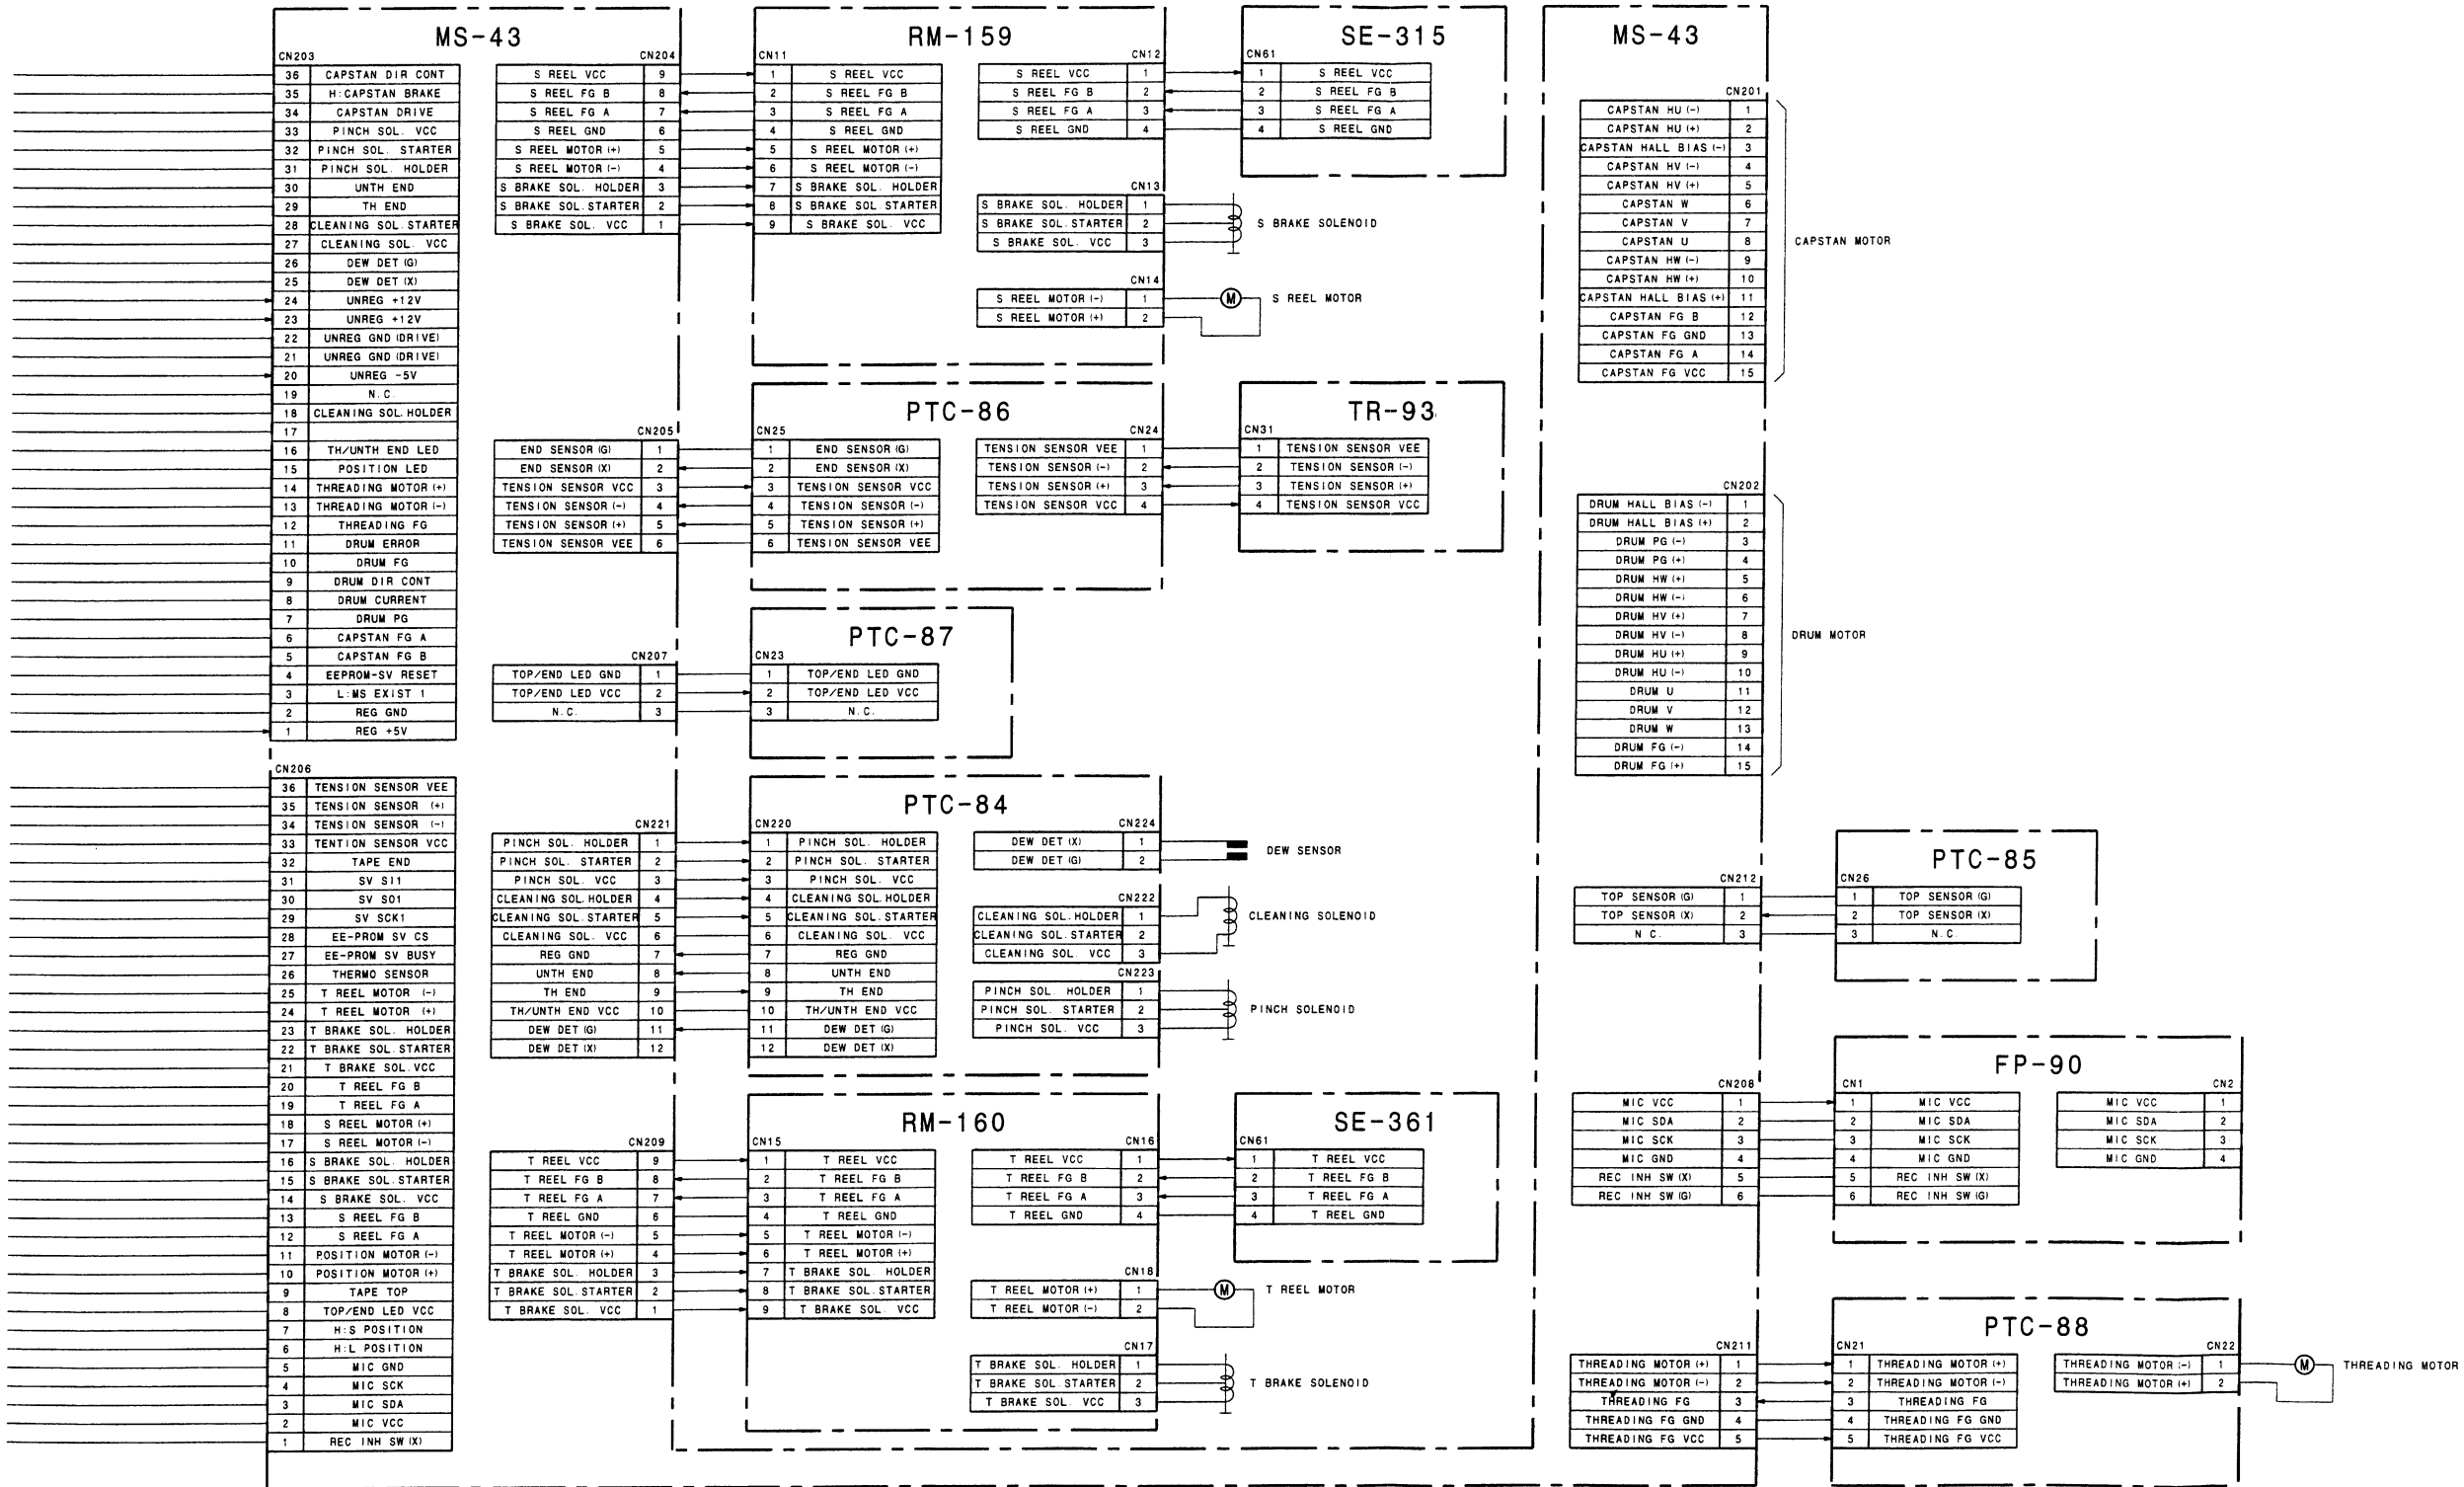 MS-43
CN203
36 CAPSTAN DIR CONT
35 H:CAPSTAN BRAKE
34 CAPSTAN DRIVE
33 PINCH SOL. VCC
32 PINCH SOL. STARTER
31 PINCH SOL. HOLDER
30 UNTH END
29 TH END
28 CLEANING SOL.STARTER
27 CLEANING SOL. VCC
26 DEW DET (G)
25 DEW DET (X)
24 UNREG +12V
23 UNREG +12V
22 UNREG GND (DRIVE)
21 UNREG GND (DRIVE)
20 UNREG -5V
19 N.C.
18 CLEANING SOL.HOLDER
17
16 TH/UNTH END LED
15 POSITION LED
14 THREADING MOTOR (+)
13 THREADING MOTOR (-)
12 THREADING FG
11 DRUM ERROR
10 DRUM FG
9 DRUM DIR CONT
8 DRUM CURRENT
7 DRUM PG
6 CAPSTAN FG A
5 CAPSTAN FG B
4 EEPROM-SV RESET
3 L:MS EXIST 1
2 REG GND
1 REG +5V
CN206
36 TENSION SENSOR VEE
35 TENSION SENSOR (+)
34 TENSION SENSOR (-)
33 TENTION SENSOR VCC
32 TAPE END
31 SV SI1
30 SV SO1
29 SV SCK1
28 EE-PROM SV CS
27 EE-PROM SV BUSY
26 THERMO SENSOR
25 T REEL MOTOR (-)
24 T REEL MOTOR (+)
23 T BRAKE SOL. HOLDER
22 T BRAKE SOL.STARTER
21 T BRAKE SOL.VCC
20 T REEL FG B
19 T REEL FG A
18 S REEL MOTOR (+)
17 S REEL MOTOR (-)
16 S BRAKE SOL. HOLDER
15 S BRAKE SOL.STARTER
14 S BRAKE SOL. VCC
13 S REEL FG B
12 S REEL FG A
11 POSITION MOTOR (-)
10 POSITION MOTOR (+)
9 TAPE TOP
8 TOP/END LED VCC
7 H:S POSITION
6 H:L POSITION
5 MIC GND
4 MIC SCK
3 MIC SDA
2 MIC VCC
1 REC INH SW (X)
CN204
S REEL VCC 9
S REEL FG B 8
S REEL FG A 7
S REEL GND 6
S REEL MOTOR (+) 5
S REEL MOTOR (-) 4
S BRAKE SOL. HOLDER 3
S BRAKE SOL.STARTER 2
S BRAKE SOL. VCC 1
CN205
END SENSOR (G) 1
END SENSOR (X) 2
TENSION SENSOR VCC 3
TENSION SENSOR (-) 4
TENSION SENSOR (+) 5
TENSION SENSOR VEE 6
CN207
TOP/END LED GND 1
TOP/END LED VCC 2
N.C. 3
CN221
PINCH SOL. HOLDER 1
PINCH SOL. STARTER 2
PINCH SOL. VCC 3
CLEANING SOL.HOLDER 4
CLEANING SOL.STARTER 5
CLEANING SOL. VCC 6
REG GND 7
UNTH END 8
TH END 9
TH/UNTH END VCC 10
DEW DET (G) 11
DEW DET (X) 12
CN209
T REEL VCC 9
T REEL FG B 8
T REEL FG A 7
T REEL GND 6
T REEL MOTOR (-) 5
T REEL MOTOR (+) 4
T BRAKE SOL. HOLDER 3
T BRAKE SOL.STARTER 2
T BRAKE SOL. VCC 1
RM-159
CN11
1 S REEL VCC
2 S REEL FG B
3 S REEL FG A
4 S REEL GND
5 S REEL MOTOR (+)
6 S REEL MOTOR (-)
7 S BRAKE SOL. HOLDER
8 S BRAKE SOL.STARTER
9 S BRAKE SOL. VCC
CN12
S REEL VCC 1
S REEL FG B 2
S REEL FG A 3
S REEL GND 4
CN13
S BRAKE SOL. HOLDER 1
S BRAKE SOL.STARTER 2
S BRAKE SOL. VCC 3
S BRAKE SOLENOID
CN14
S REEL MOTOR (-) 1
S REEL MOTOR (+) 2
M
S REEL MOTOR
SE-315
CN61
1 S REEL VCC
2 S REEL FG B
3 S REEL FG A
4 S REEL GND
PTC-86
CN25
1 END SENSOR (G)
2 END SENSOR (X)
3 TENSION SENSOR VCC
4 TENSION SENSOR (-)
5 TENSION SENSOR (+)
6 TENSION SENSOR VEE
CN24
TENSION SENSOR VEE 1
TENSION SENSOR (-) 2
TENSION SENSOR (+) 3
TENSION SENSOR VCC 4
TR-93
CN31
1 TENSION SENSOR VEE
2 TENSION SENSOR (-)
3 TENSION SENSOR (+)
4 TENSION SENSOR VCC
PTC-87
CN23
1 TOP/END LED GND
2 TOP/END LED VCC
3 N.C.
PTC-84
CN220
1 PINCH SOL. HOLDER
2 PINCH SOL. STARTER
3 PINCH SOL. VCC
4 CLEANING SOL.HOLDER
5 CLEANING SOL.STARTER
6 CLEANING SOL. VCC
7 REG GND
8 UNTH END
9 TH END
10 TH/UNTH END VCC
11 DEW DET (G)
12 DEW DET (X)
CN224
DEW DET (X) 1
DEW DET (G) 2
DEW SENSOR
CN222
CLEANING SOL.HOLDER 1
CLEANING SOL.STARTER 2
CLEANING SOL. VCC 3
CLEANING SOLENOID
CN223
PINCH SOL. HOLDER 1
PINCH SOL. STARTER 2
PINCH SOL. VCC 3
PINCH SOLENOID
RM-160
CN15
1 T REEL VCC
2 T REEL FG B
3 T REEL FG A
4 T REEL GND
5 T REEL MOTOR (-)
6 T REEL MOTOR (+)
7 T BRAKE SOL. HOLDER
8 T BRAKE SOL.STARTER
9 T BRAKE SOL. VCC
CN16
T REEL VCC 1
T REEL FG B 2
T REEL FG A 3
T REEL GND 4
CN18
T REEL MOTOR (+) 1
T REEL MOTOR (-) 2
M
T REEL MOTOR
CN17
T BRAKE SOL. HOLDER 1
T BRAKE SOL.STARTER 2
T BRAKE SOL. VCC 3
T BRAKE SOLENOID
SE-361
CN61
1 T REEL VCC
2 T REEL FG B
3 T REEL FG A
4 T REEL GND
MS-43
CN201
CAPSTAN HU (-) 1
CAPSTAN HU (+) 2
CAPSTAN HALL BIAS (-) 3
CAPSTAN HV (-) 4
CAPSTAN HV (+) 5
CAPSTAN W 6
CAPSTAN V 7
CAPSTAN U 8
CAPSTAN HW (-) 9
CAPSTAN HW (+) 10
CAPSTAN HALL BIAS (+) 11
CAPSTAN FG B 12
CAPSTAN FG GND 13
CAPSTAN FG A 14
CAPSTAN FG VCC 15
CAPSTAN MOTOR
CN202
DRUM HALL BIAS (-) 1
DRUM HALL BIAS (+) 2
DRUM PG (-) 3
DRUM PG (+) 4
DRUM HW (+) 5
DRUM HW (-) 6
DRUM HV (+) 7
DRUM HV (-) 8
DRUM HU (+) 9
DRUM HU (-) 10
DRUM U 11
DRUM V 12
DRUM W 13
DRUM FG (-) 14
DRUM FG (+) 15
DRUM MOTOR
CN212
TOP SENSOR (G) 1
TOP SENSOR (X) 2
N C. 3
PTC-85
CN26
1 TOP SENSOR (G)
2 TOP SENSOR (X)
3 N.C.
CN208
MIC VCC 1
MIC SDA 2
MIC SCK 3
MIC GND 4
REC INH SW (X) 5
REC INH SW (G) 6
FP-90
CN1
1 MIC VCC
2 MIC SDA
3 MIC SCK
4 MIC GND
5 REC INH SW (X)
6 REC INH SW (G)
CN2
MIC VCC 1
MIC SDA 2
MIC SCK 3
MIC GND 4
CN211
THREADING MOTOR (+) 1
THREADING MOTOR (-) 2
THREADING FG 3
THREADING FG GND 4
THREADING FG VCC 5
PTC-88
CN21
1 THREADING MOTOR (+)
2 THREADING MOTOR (-)
3 THREADING FG
4 THREADING FG GND
5 THREADING FG VCC
CN22
THREADING MOTOR (-) 1
THREADING MOTOR (+) 2
M
THREADING MOTOR